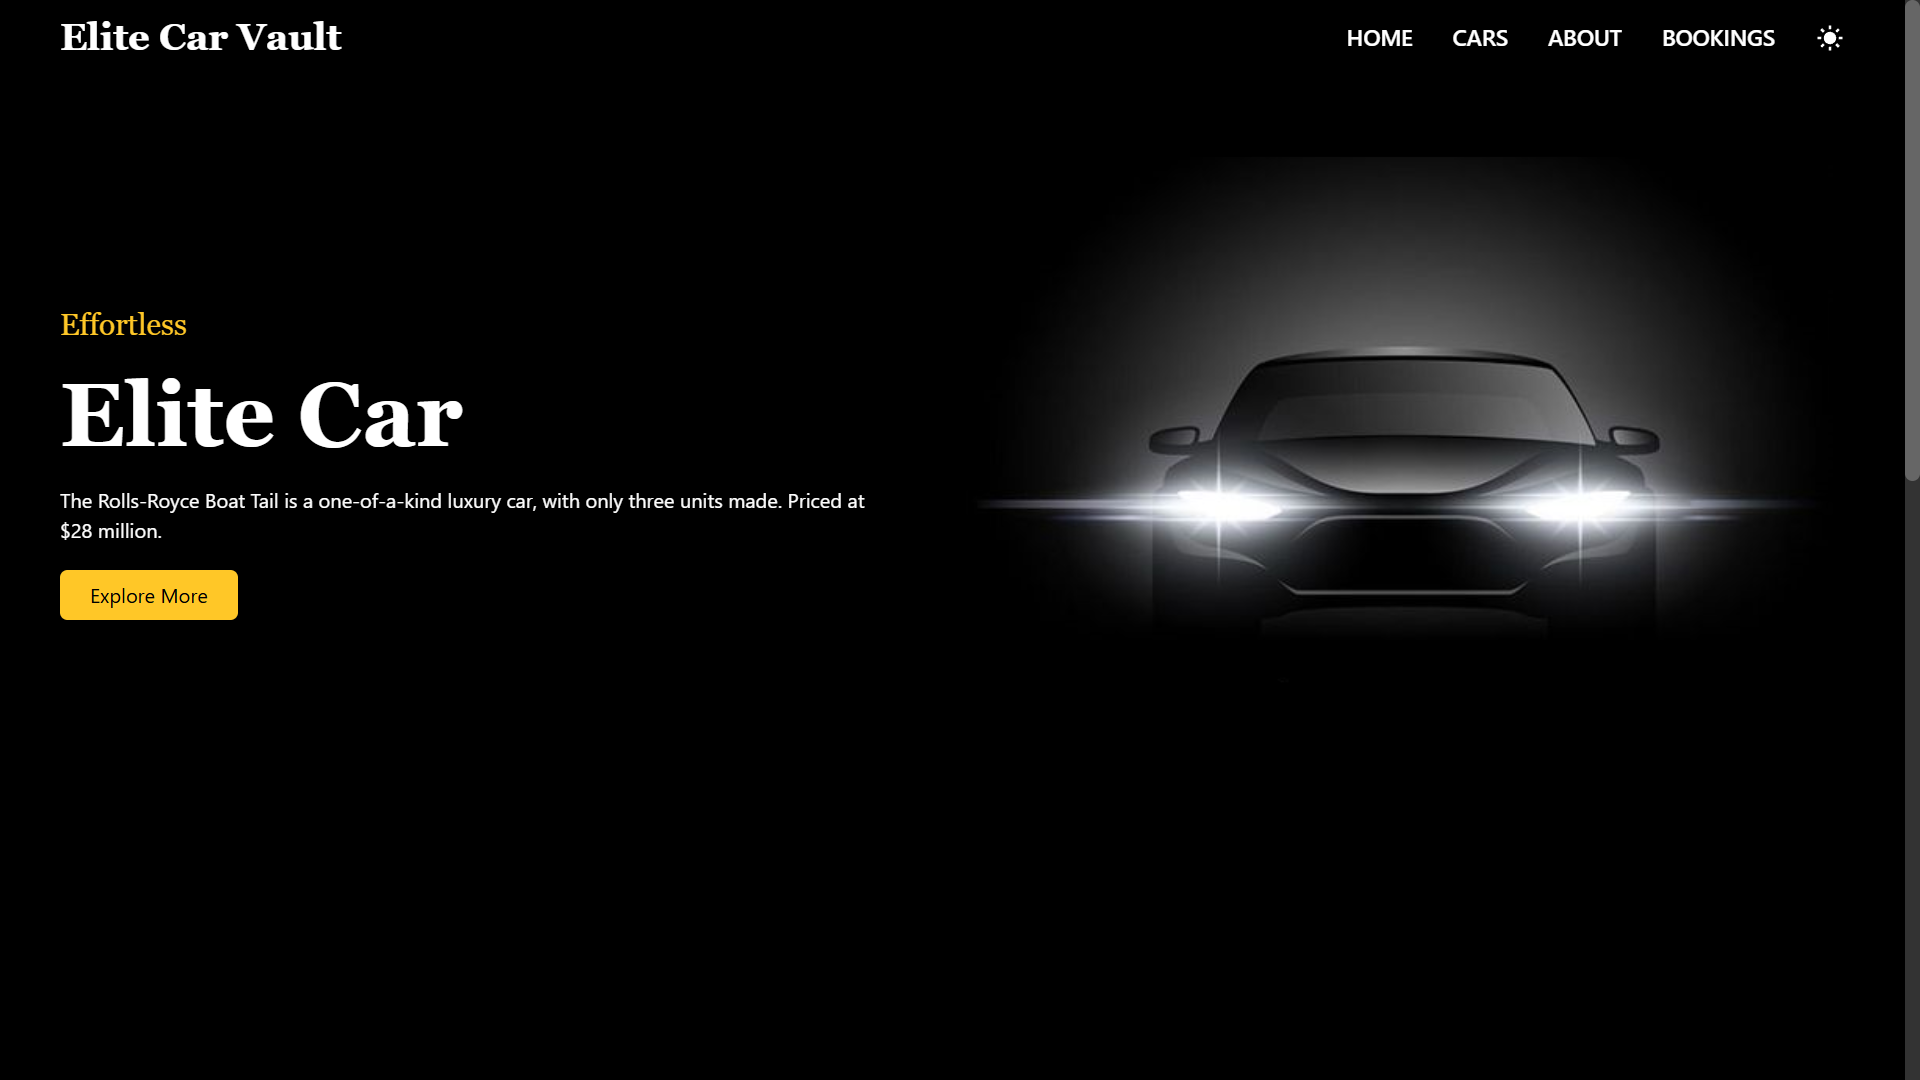 Elite Car Vault
HOME CARS ABOUT BOOKINGS
Effortless
Elite Car
The Rolls-Royce Boat Tail is a one-of-a-kind luxury car, with only three units made. Priced at
$28 million.
Explore More